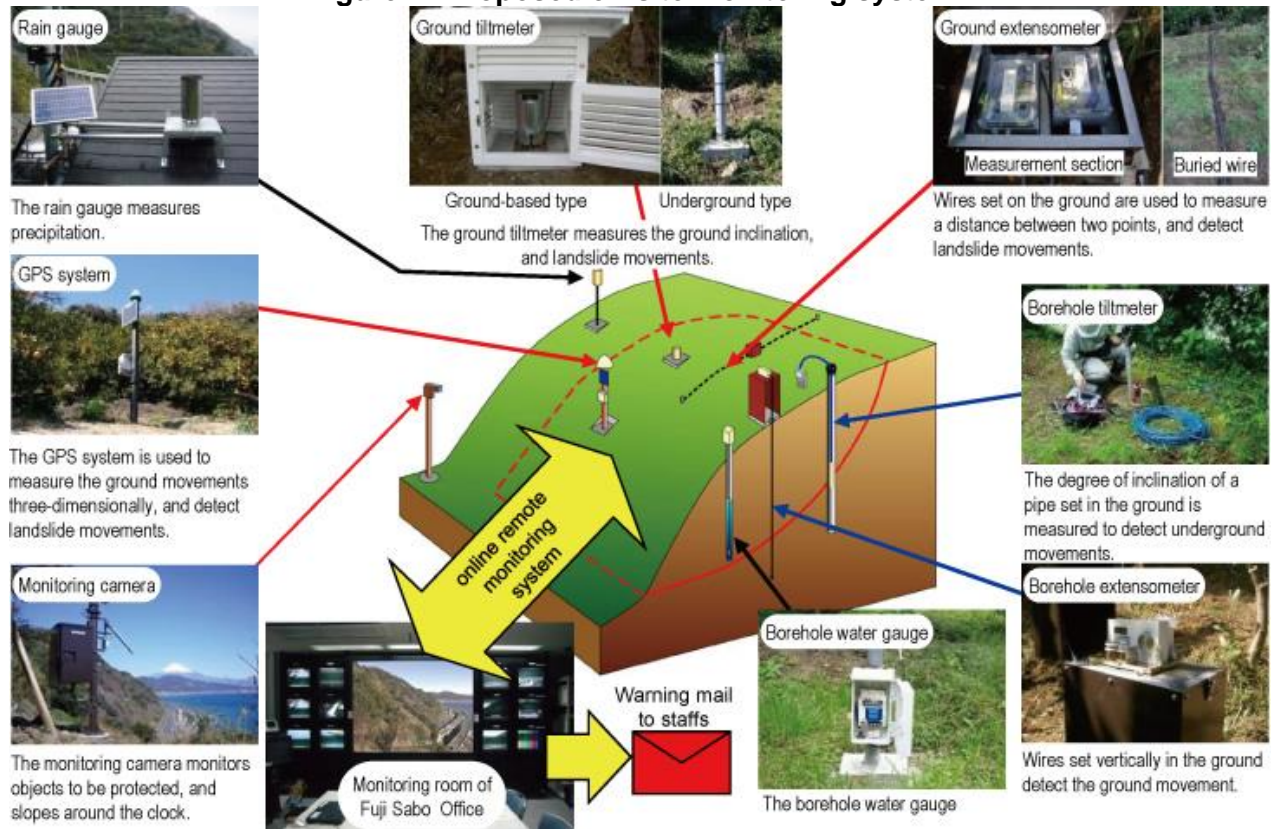 Rain gauge
The rain gauge measures
precipitation.
Ground tiltmeter
Ground-based type
Underground type
The ground tiltmeter measures the ground inclination,
and landslide movements.
Ground extensometer
Measurement section
Buried wire
Wires set on the ground are used to measure
a distance between two points, and detect
landslide movements.
GPS system
The GPS system is used to
measure the ground movements
three-dimensionally, and detect
landslide movements.
Borehole tiltmeter
The degree of inclination of a
pipe set in the ground is
measured to detect underground
movements.
online remote
monitoring
system
Monitoring camera
The monitoring camera monitors
objects to be protected, and
slopes around the clock.
Monitoring room of
Fuji Sabo Office
Warning mail
to staffs
Borehole water gauge
The borehole water gauge
Borehole extensometer
Wires set vertically in the ground
detect the ground movement.